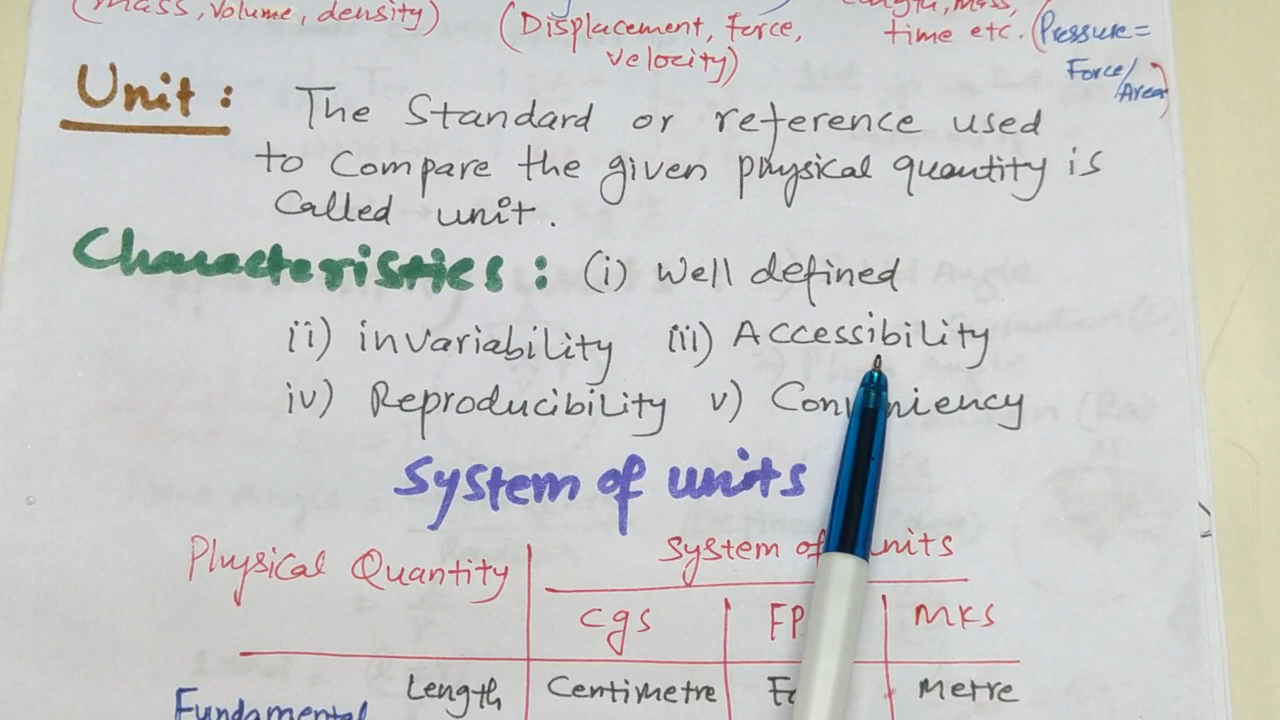 (mass, volume, density)
(Displacement, Force,
velocity)
time etc. (Pressure =
Force/
Area)
Unit:
The Standard or reference used
to compare the given physical quantity is
Called unit.
Characteristics: (i) Well defined
ii) invariability iii) Accessibility
iv) Reproducibility v)
System of units
Physical Quantity
System of units
cgs FP MKS
Length Centimetre Metre
Fundamental